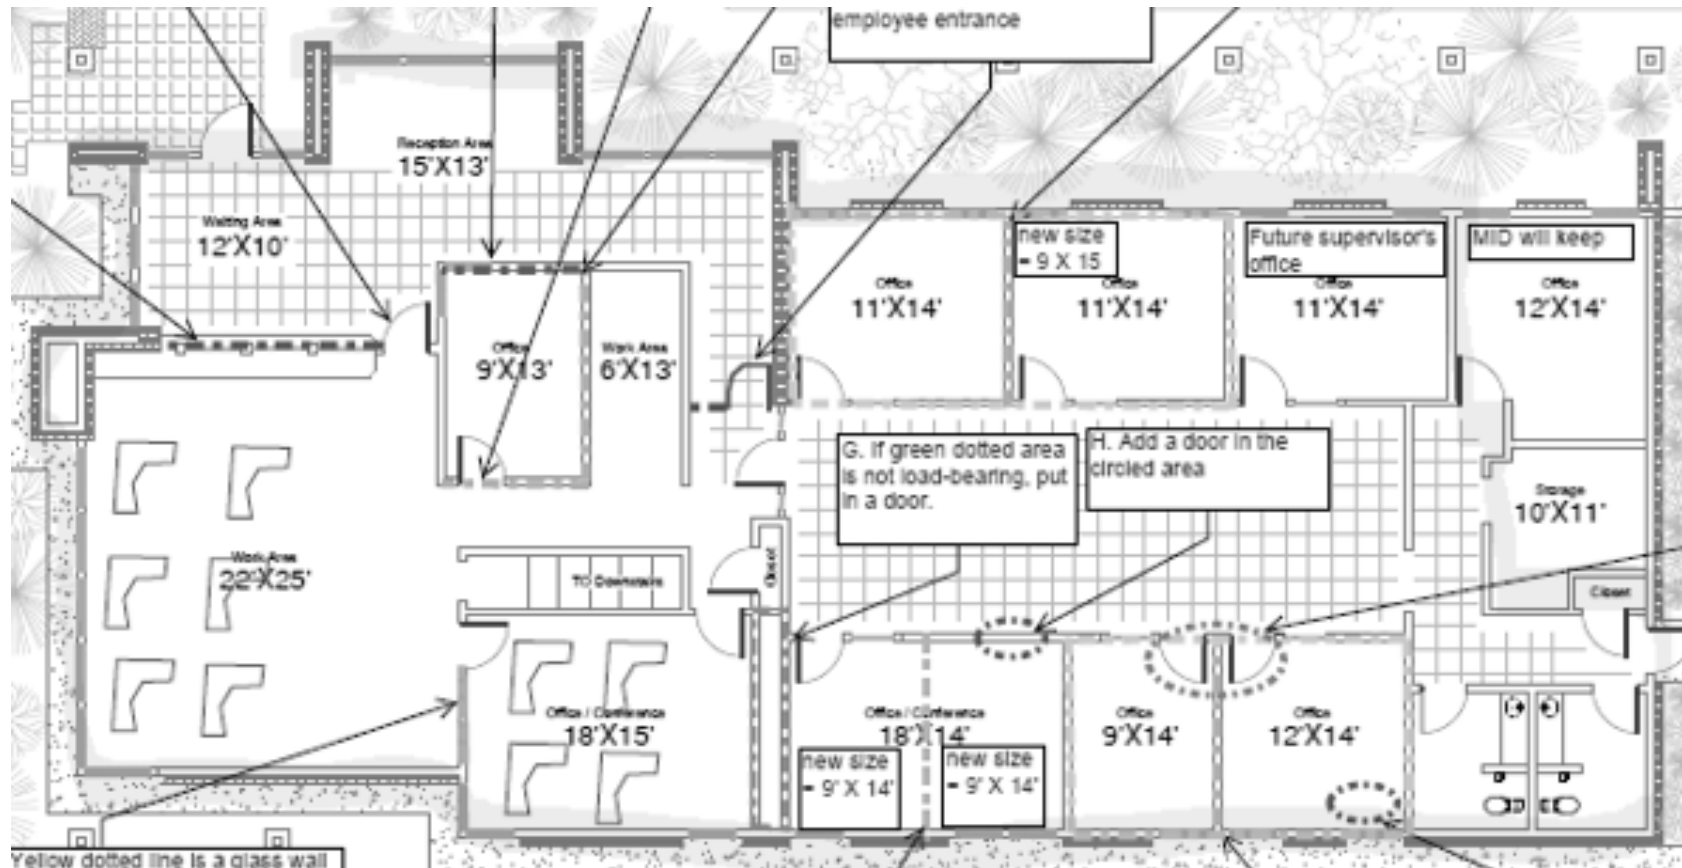 employee entrance
Reception Area
15'X13'
Waiting Area
12'X10'
new size
= 9 X 15
Future supervisor's
office
MID will keep
Office
11'X14'
Office
11'X14'
Office
11'X14'
Office
12'X14'
Office
9'X13'
Work Area
6'X13'
G. If green dotted area
is not load-bearing, put
in a door.
H. Add a door in the
circled area
Storage
10'X11'
Work Area
22'X25'
TO Downstairs
Closet
Closet
Office / Conference
18'X15'
Office / Conference
18'X14'
Office
9'X14'
Office
12'X14'
new size
= 9' X 14'
new size
= 9' X 14'
Yellow dotted line is a glass wall